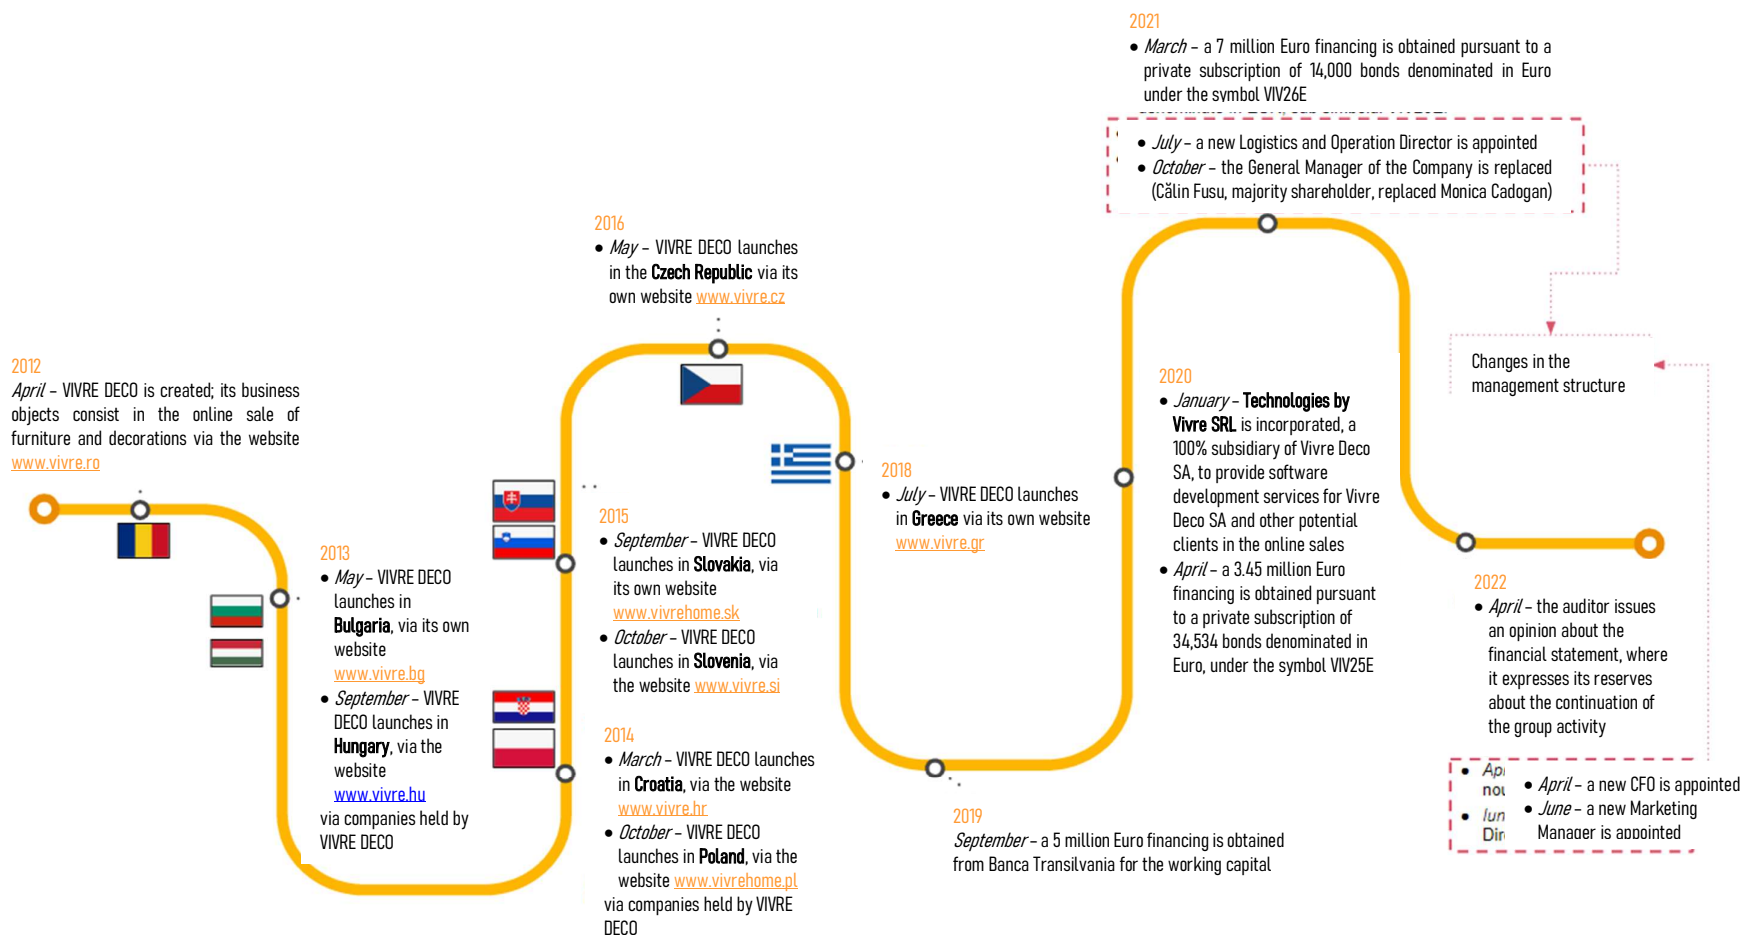 2012
April – VIVRE DECO is created; its business
objects consist in the online sale of
furniture and decorations via the website
www.vivre.ro
2013
• May – VIVRE DECO
launches in
Bulgaria, via its own
website
www.vivre.bg
• September – VIVRE
DECO launches in
Hungary, via the
website
www.vivre.hu
via companies held by
VIVRE DECO
2014
• March – VIVRE DECO launches
in Croatia, via the website
www.vivre.hr
• October – VIVRE DECO
launches in Poland, via the
website www.vivrehome.pl
via companies held by VIVRE
DECO
2015
• September – VIVRE DECO
launches in Slovakia, via
its own website
www.vivrehome.sk
• October – VIVRE DECO
launches in Slovenia, via
the website www.vivre.si
2016
• May – VIVRE DECO launches
in the Czech Republic via its
own website www.vivre.cz
2018
• July – VIVRE DECO launches
in Greece via its own website
www.vivre.gr
2019
September – a 5 million Euro financing is obtained
from Banca Transilvania for the working capital
2020
• January – Technologies by
Vivre SRL is incorporated, a
100% subsidiary of Vivre Deco
SA, to provide software
development services for Vivre
Deco SA and other potential
clients in the online sales
• April – a 3.45 million Euro
financing is obtained pursuant
to a private subscription of
34,534 bonds denominated in
Euro, under the symbol VIV25E
2021
• March – a 7 million Euro financing is obtained pursuant to a
private subscription of 14,000 bonds denominated in Euro
under the symbol VIV26E
• July – a new Logistics and Operation Director is appointed
• October – the General Manager of the Company is replaced
(Călin Fusu, majority shareholder, replaced Monica Cadogan)
Changes in the
management structure
2022
• April – the auditor issues
an opinion about the
financial statement, where
it expresses its reserves
about the continuation of
the group activity
• April – a new CFO is appointed
• June – a new Marketing
Manager is appointed